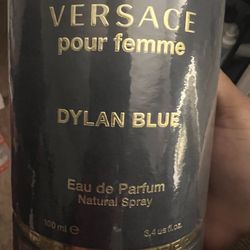 VERSACE
pour femme
DYLAN BLUE
Eau de Parfum
Natural Spray
100 ml ℮ 3,4 us fl.oz.